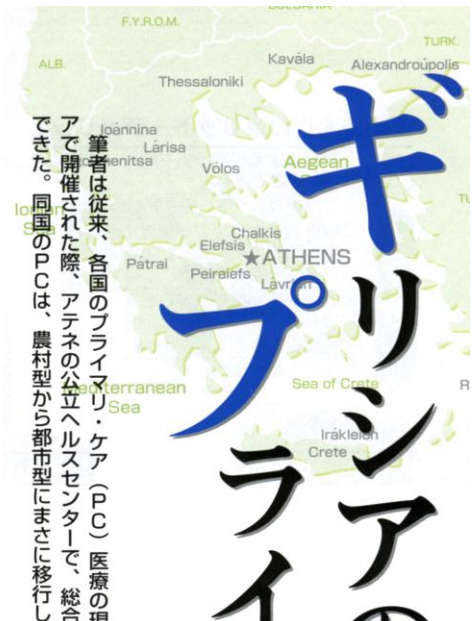 ギリシアの
プライ
筆者は従来、各国のプライマリ・ケア（PC）医療の現
アで開催された際、アテネの公立ヘルスセンターで、総合
できた。同国のPCは、農村型から都市型にまさに移行し
F.Y.R.O.M.
TURK.
ALB.
Kavála
Alexandroúpolis
Thessaloniki
Ioánnina
Lárisa
Vólos
Aegean
Chalkis
Elefsis
★ATHENS
Pátrai
Peiraiefs
Mediterranean
Sea
Sea of Crete
Irákleion
Crete